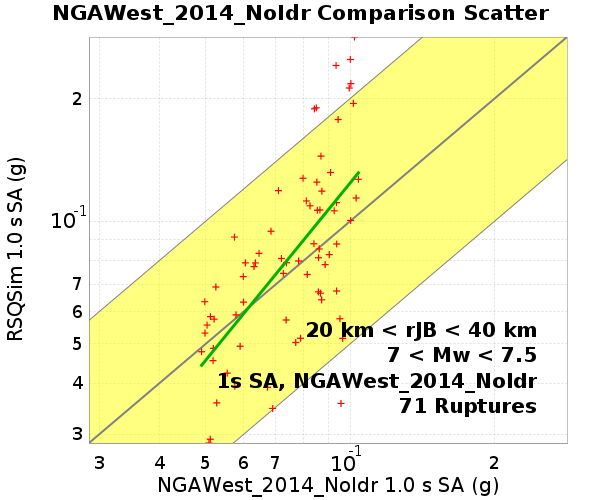 NGAWest_2014_NoIdr Comparison Scatter
RSQSim 1.0 s SA (g)
2
10-1
7
6
5
4
3
20 km < rJB < 40 km
7 < Mw < 7.5
1s SA, NGAWest_2014_NoIdr
71 Ruptures
3 4 5 6 7 10-1 2
NGAWest_2014_NoIdr 1.0 s SA (g)